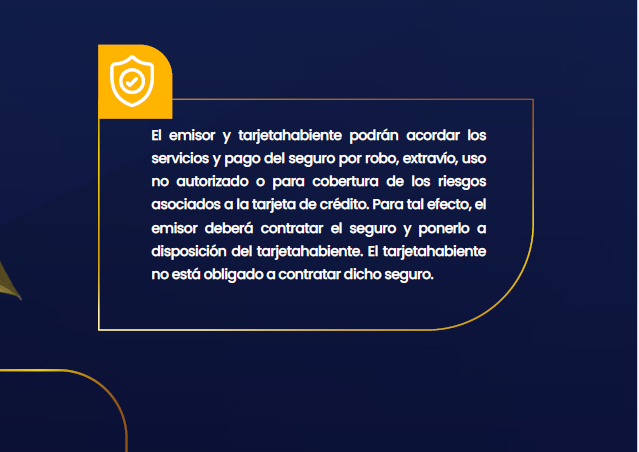 El emisor y tarjetahabiente podrán acordar los
servicios y pago del seguro por robo, extravío, uso
no autorizado o para cobertura de los riesgos
asociados a la tarjeta de crédito. Para tal efecto, el
emisor deberá contratar el seguro y ponerlo a
disposición del tarjetahabiente. El tarjetahabiente
no está obligado a contratar dicho seguro.